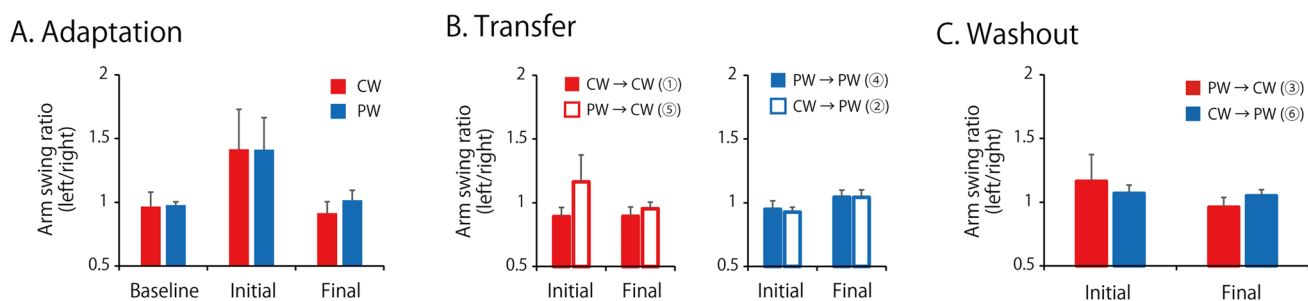 A. Adaptation
Arm swing ratio
(left/right)
2
1.5
1
0.5
CW
PW
Baseline
Initial
Final
B. Transfer
Arm swing ratio
(left/right)
2
1.5
1
0.5
CW→CW (①)
PW→CW (⑤)
Initial
Final
2
1.5
1
0.5
PW→PW (④)
CW→PW (②)
Initial
Final
C. Washout
Arm swing ratio
(left/right)
2
1.5
1
0.5
PW→CW (③)
CW→PW (⑥)
Initial
Final